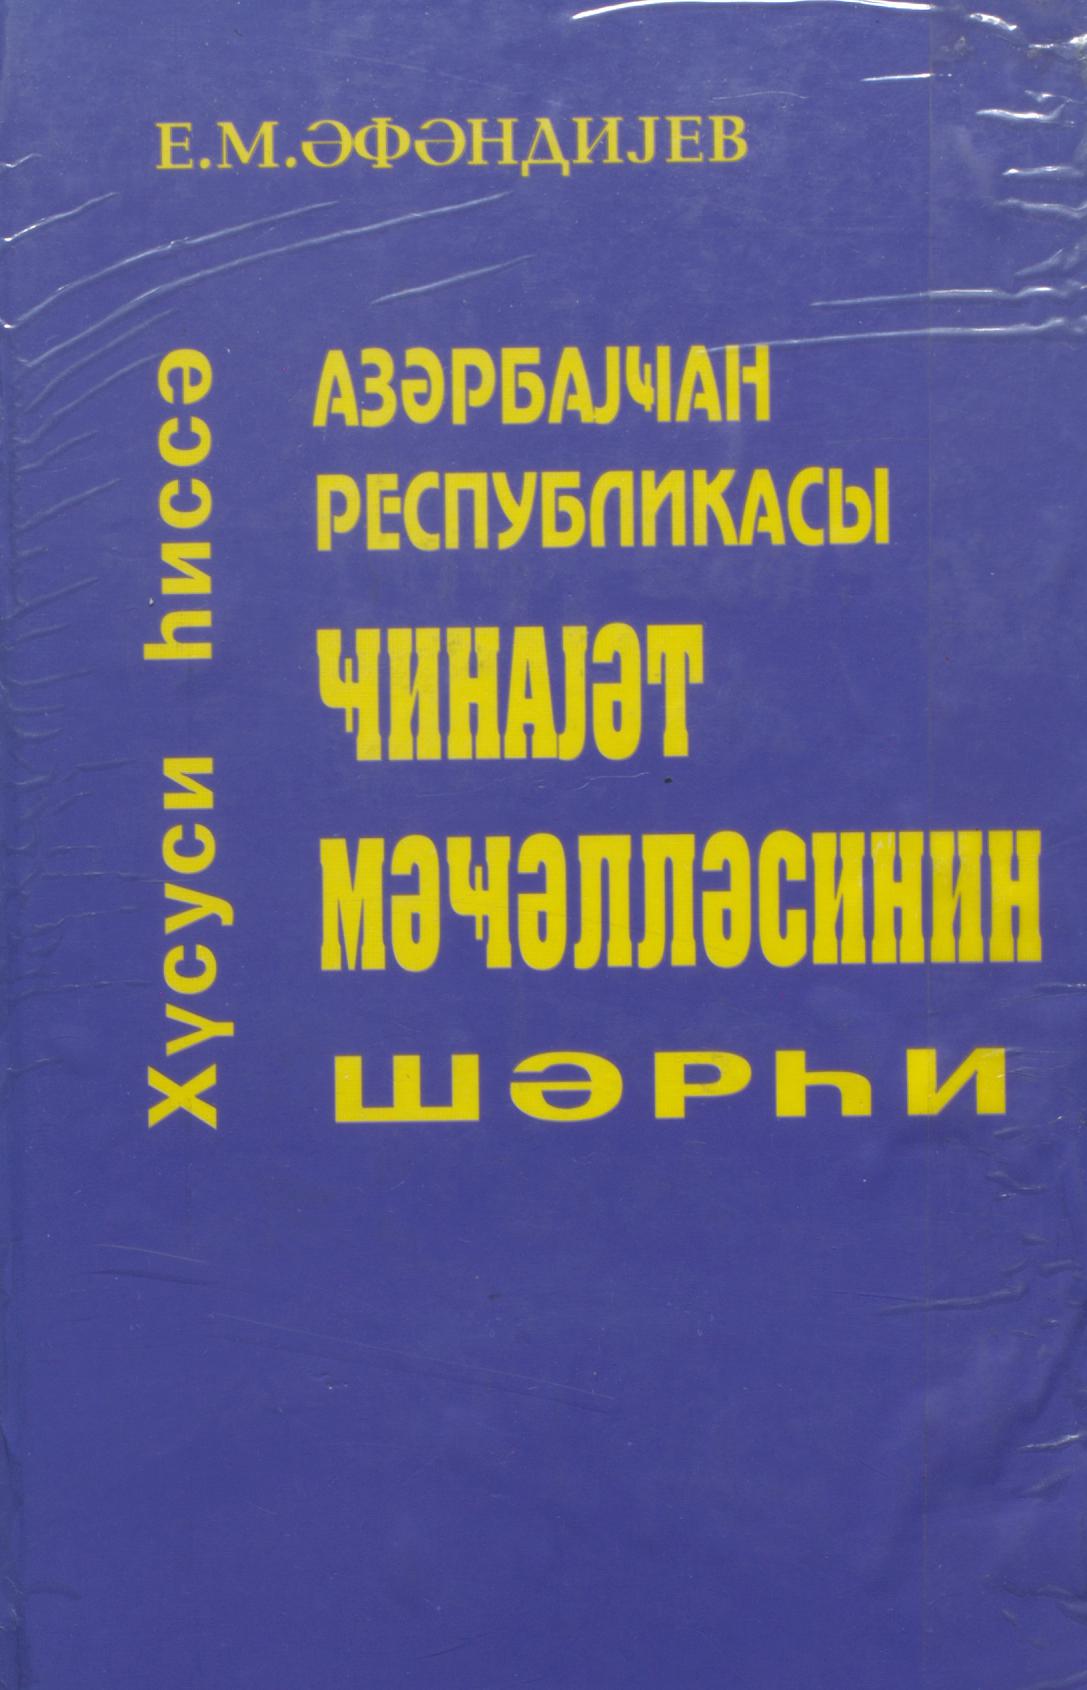 Е.М.ӘФӘНДИЈЕВ
Хүсуси һиссә
АЗӘРБАЈҸАН
РЕСПУБЛИКАСЫ
ҸИНАЈӘТ
МӘҸӘЛЛӘСИНИН
ШӘРҺИ